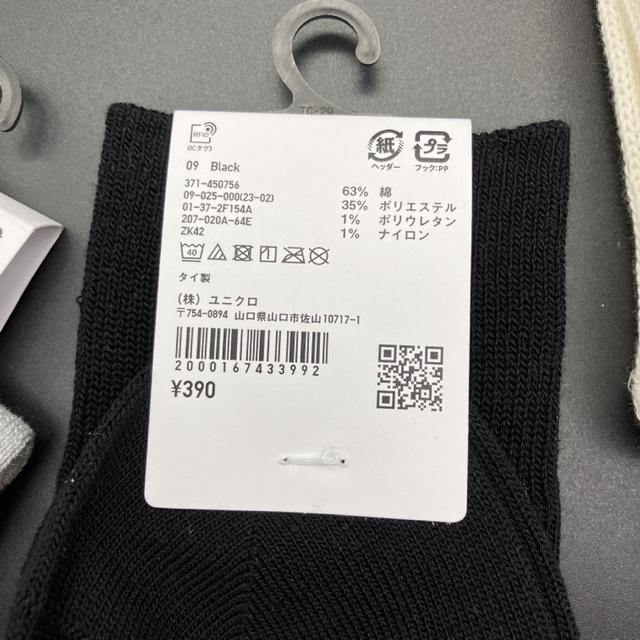 TC-20
RFID
(ICタグ)
紙
ヘッダー
プラ
フック:PP
09 Black
371-450756
09-025-000(23-02)
01-37-2F154A
207-020A-64E
ZK42
63% 綿
35% ポリエステル
1% ポリウレタン
1% ナイロン
40
タイ製
(株) ユニクロ
〒754-0894 山口県山口市佐山10717-1
2000167433992
¥390